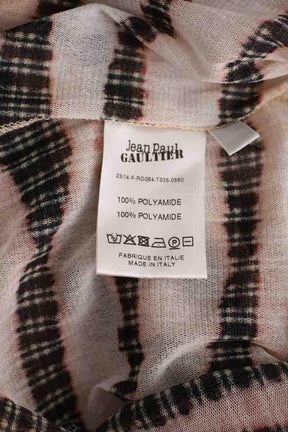 Jean Paul
GAULTIER
23/14-F-RO084-T535-0860
100% POLYAMIDE
100% POLYAMIDE
FABRIQUE EN ITALIE
MADE IN ITALY